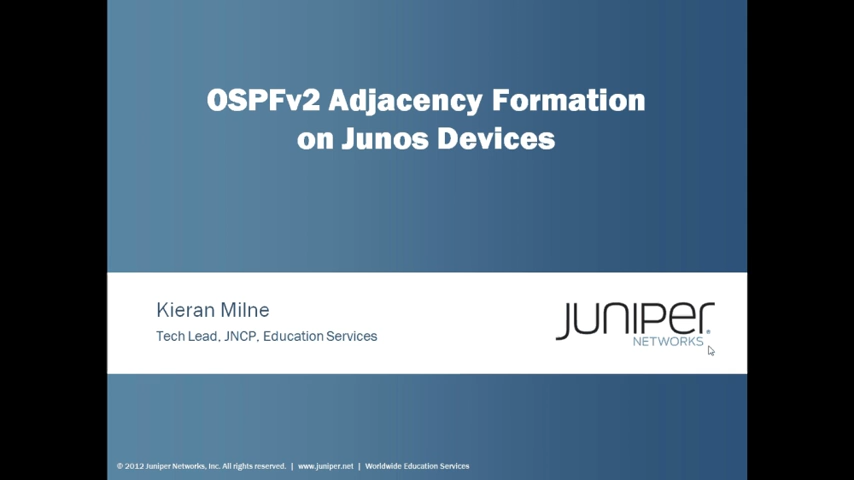 OSPFv2 Adjacency Formation
on Junos Devices
Kieran Milne
Tech Lead, JNCP, Education Services
JUNIPER
NETWORKS
© 2012 Juniper Networks, Inc. All rights reserved. | www.juniper.net | Worldwide Education Services